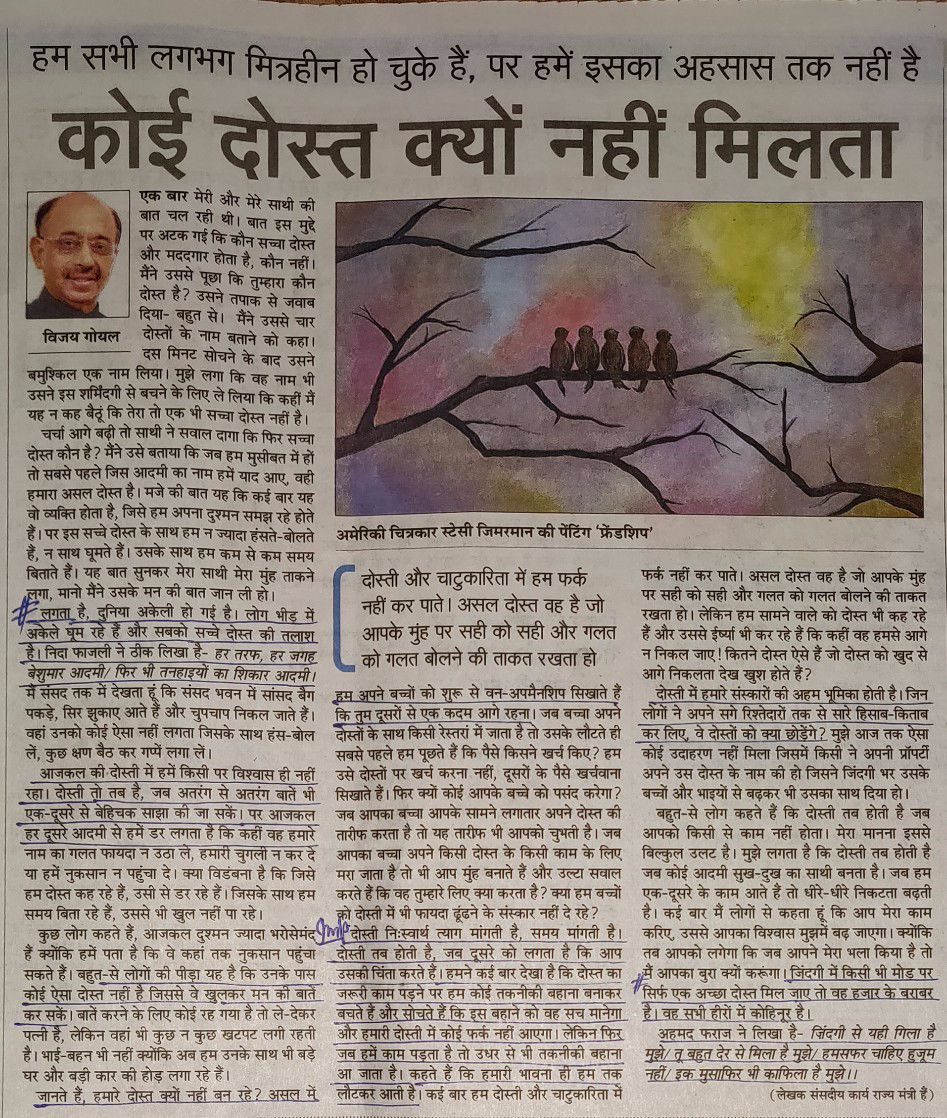 हम सभी लगभग मित्रहीन हो चुके हैं, पर हमें इसका अहसास तक नहीं है
कोई दोस्त क्यों नहीं मिलता
विजय गोयल
एक बार मेरी और मेरे साथी की
बात चल रही थी। बात इस मुद्दे
पर अटक गई कि कौन सच्चा दोस्त
और मददगार होता है, कौन नहीं।
मैंने उससे पूछा कि तुम्हारा कौन
दोस्त है? उसने तपाक से जवाब
दिया- बहुत से। मैंने उससे चार
दोस्तों के नाम बताने को कहा।
दस मिनट सोचने के बाद उसने
बमुश्किल एक नाम लिया। मुझे लगा कि वह नाम भी
उसने इस शर्मिंदगी से बचने के लिए ले लिया कि कहीं मैं
यह न कह बैठूं कि तेरा तो एक भी सच्चा दोस्त नहीं है।
चर्चा आगे बढ़ी तो साथी ने सवाल दागा कि फिर सच्चा
दोस्त कौन है? मैंने उसे बताया कि जब हम मुसीबत में हों
तो सबसे पहले जिस आदमी का नाम हमें याद आए, वही
हमारा असल दोस्त है। मजे की बात यह कि कई बार यह
वो व्यक्ति होता है, जिसे हम अपना दुश्मन समझ रहे होते
हैं। पर इस सच्चे दोस्त के साथ हम न ज्यादा हंसते-बोलते
हैं, न साथ घूमते हैं। उसके साथ हम कम से कम समय
बिताते हैं। यह बात सुनकर मेरा साथी मेरा मुंह ताकने
लगा, मानो मैंने उसके मन की बात जान ली हो।
# लगता है, दुनिया अकेली हो गई है। लोग भीड़ में
अकेले घूम रहे हैं और सबको सच्चे दोस्त की तलाश
है। निदा फाजली ने ठीक लिखा है- हर तरफ, हर जगह
बेशुमार आदमी/ फिर भी तनहाइयों का शिकार आदमी।
मैं संसद तक में देखता हूं कि संसद भवन में सांसद बैग
पकड़े, सिर झुकाए आते हैं और चुपचाप निकल जाते हैं।
वहां उनको कोई ऐसा नहीं लगता जिसके साथ हंस-बोल
लें, कुछ क्षण बैठ कर गप्पें लगा लें।
आजकल की दोस्ती में हमें किसी पर विश्वास ही नहीं
रहा। दोस्ती तो तब है, जब अतरंग से अतरंग बातें भी
एक-दूसरे से बेहिचक साझा की जा सकें। पर आजकल
हर दूसरे आदमी से हमें डर लगता है कि कहीं वह हमारे
नाम का गलत फायदा न उठा ले, हमारी चुगली न कर दे
या हमें नुकसान न पहुंचा दे। क्या विडंबना है कि जिसे
हम दोस्त कह रहे हैं, उसी से डर रहे हैं। जिसके साथ हम
समय बिता रहे हैं, उससे भी खुल नहीं पा रहे।
कुछ लोग कहते हैं, आजकल दुश्मन ज्यादा भरोसेमंद
हैं क्योंकि हमें पता है कि वे कहां तक नुकसान पहुंचा
सकते हैं। बहुत-से लोगों की पीड़ा यह है कि उनके पास
कोई ऐसा दोस्त नहीं है जिससे वे खुलकर मन की बातें
कर सकें। बातें करने के लिए कोई रह गया है तो ले-देकर
पत्नी है, लेकिन वहां भी कुछ न कुछ खटपट लगी रहती
है। भाई-बहन भी नहीं क्योंकि अब हम उनके साथ भी बड़े
घर और बड़ी कार की होड़ लगा रहे हैं।
जानते हैं, हमारे दोस्त क्यों नहीं बन रहे? असल में
अमेरिकी चित्रकार स्टेसी जिमरमान की पेंटिंग 'फ्रेंडशिप'
दोस्ती और चाटुकारिता में हम फर्क
नहीं कर पाते। असल दोस्त वह है जो
आपके मुंह पर सही को सही और गलत
को गलत बोलने की ताकत रखता हो
हम अपने बच्चों को शुरू से वन-अपमैनशिप सिखाते हैं
कि तुम दूसरों से एक कदम आगे रहना। जब बच्चा अपने
दोस्तों के साथ किसी रेस्तरां में जाता है तो उसके लौटते ही
सबसे पहले हम पूछते हैं कि पैसे किसने खर्च किए? हम
उसे दोस्तों पर खर्च करना नहीं, दूसरों के पैसे खर्चवाना
सिखाते हैं। फिर क्यों कोई आपके बच्चे को पसंद करेगा?
जब आपका बच्चा आपके सामने लगातार अपने दोस्त की
तारीफ करता है तो यह तारीफ भी आपको चुभती है। जब
आपका बच्चा अपने किसी दोस्त के किसी काम के लिए
मरा जाता है तो भी आप मुंह बनाते हैं और उल्टा सवाल
करते हैं कि वह तुम्हारे लिए क्या करता है? क्या हम बच्चों
को दोस्ती में भी फायदा ढूंढने के संस्कार नहीं दे रहे?
दोस्ती निःस्वार्थ त्याग मांगती है, समय मांगती है।
दोस्ती तब होती है, जब दूसरे को लगता है कि आप
उसकी चिंता करते हैं। हमने कई बार देखा है कि दोस्त का
जरूरी काम पड़ने पर हम कोई तकनीकी बहाना बनाकर
बचते हैं और सोचते हैं कि इस बहाने को वह सच मानेगा
और हमारी दोस्ती में कोई फर्क नहीं आएगा। लेकिन फिर
जब हमें काम पड़ता है तो उधर से भी तकनीकी बहाना
आ जाता है। कहते हैं कि हमारी भावना ही हम तक
लौटकर आती है। कई बार हम दोस्ती और चाटुकारिता में
फर्क नहीं कर पाते। असल दोस्त वह है जो आपके मुंह
पर सही को सही और गलत को गलत बोलने की ताकत
रखता हो। लेकिन हम सामने वाले को दोस्त भी कह रहे
हैं और उससे ईर्ष्या भी कर रहे हैं कि कहीं वह हमसे आगे
न निकल जाए! कितने दोस्त ऐसे हैं जो दोस्त को खुद से
आगे निकलता देख खुश होते हैं?
दोस्ती में हमारे संस्कारों की अहम भूमिका होती है। जिन
लोगों ने अपने सगे रिश्तेदारों तक से सारे हिसाब-किताब
कर लिए, वे दोस्तों को क्या छोड़ेंगे? मुझे आज तक ऐसा
कोई उदाहरण नहीं मिला जिसमें किसी ने अपनी प्रॉपर्टी
अपने उस दोस्त के नाम की हो जिसने जिंदगी भर उसके
बच्चों और भाइयों से बढ़कर भी उसका साथ दिया हो।
बहुत-से लोग कहते हैं कि दोस्ती तब होती है जब
आपको किसी से काम नहीं होता। मेरा मानना इससे
बिल्कुल उलट है। मुझे लगता है कि दोस्ती तब होती है
जब कोई आदमी सुख-दुख का साथी बनता है। जब हम
एक-दूसरे के काम आते हैं तो धीरे-धीरे निकटता बढ़ती
है। कई बार मैं लोगों से कहता हूं कि आप मेरा काम
करिए, उससे आपका विश्वास मुझमें बढ़ जाएगा। क्योंकि
तब आपको लगेगा कि जब आपने मेरा भला किया है तो
मैं आपका बुरा क्यों करूंगा। जिंदगी में किसी भी मोड़ पर
# सिर्फ एक अच्छा दोस्त मिल जाए तो वह हजार के बराबर
है। वह सभी हीरों में कोहिनूर है।
अहमद फराज ने लिखा है- जिंदगी से यही गिला है
मुझे/ तू बहुत देर से मिला है मुझे/ हमसफर चाहिए हुजूम
नहीं/ इक मुसाफिर भी काफिला है मुझे।।
(लेखक संसदीय कार्य राज्य मंत्री हैं)